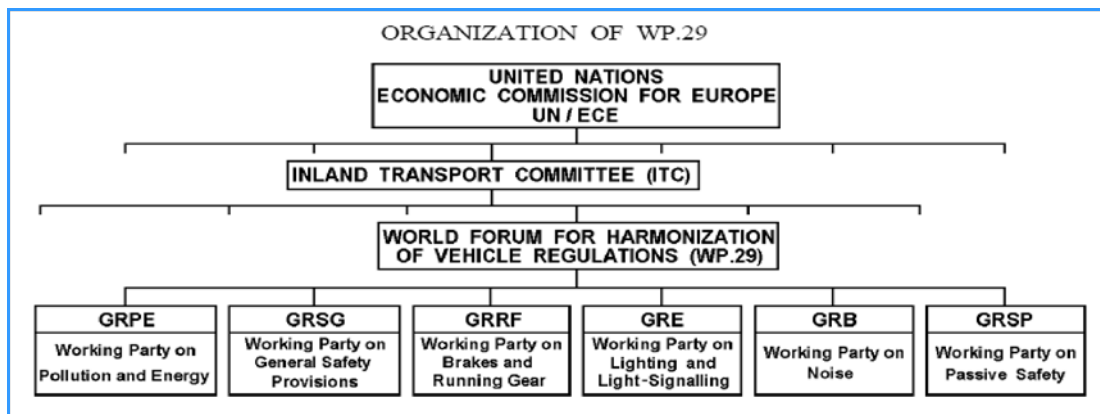 ORGANIZATION OF WP.29
UNITED NATIONS
ECONOMIC COMMISSION FOR EUROPE
UN / ECE
INLAND TRANSPORT COMMITTEE (ITC)
WORLD FORUM FOR HARMONIZATION
OF VEHICLE REGULATIONS (WP.29)
GRPE
Working Party on
Pollution and Energy
GRSG
Working Party on
General Safety
Provisions
GRRF
Working Party on
Brakes and
Running Gear
GRE
Working Party on
Lighting and
Light-Signalling
GRB
Working Party on
Noise
GRSP
Working Party on
Passive Safety